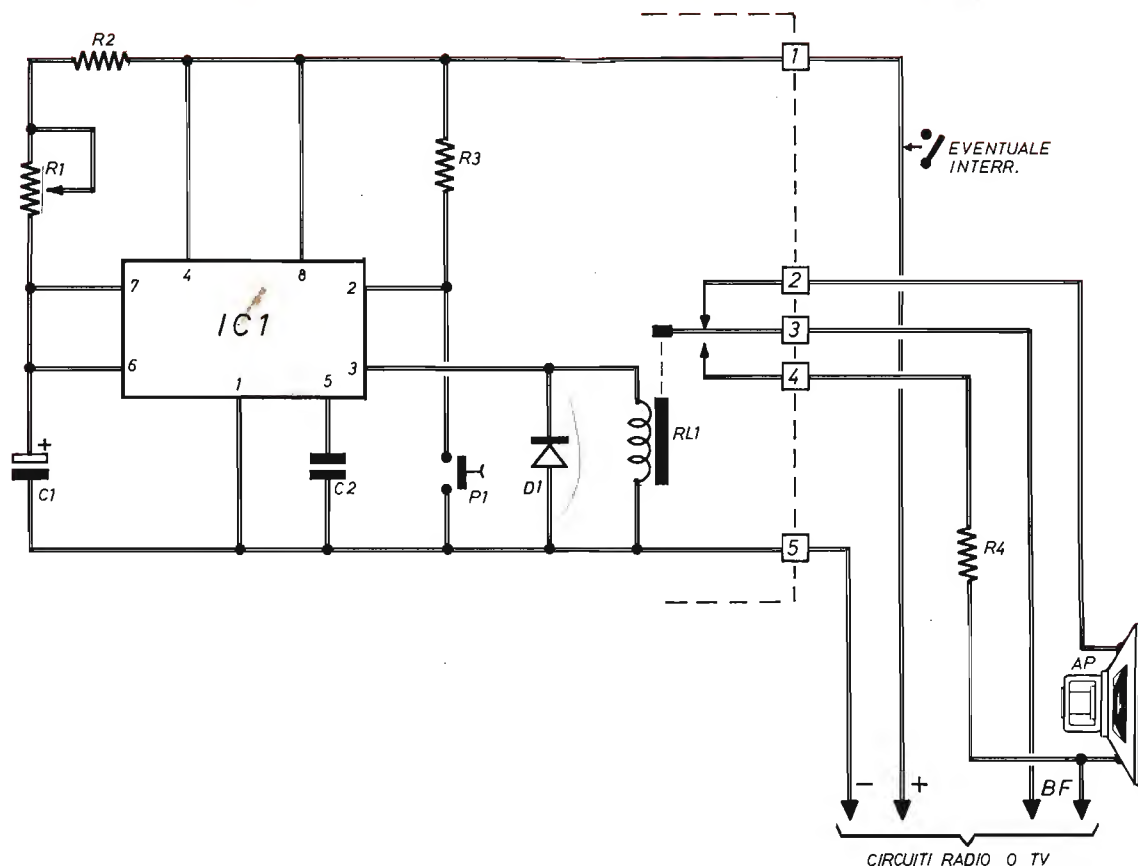 R2
1
R1
R3
EVENTUALE
INTERR.
4
8
7
2
2
IC1
3
6
1
5
3
4
RL1
+
C1
C2
P1
D1
5
R4
AP
-
+
BF
CIRCUITI RADIO O TV